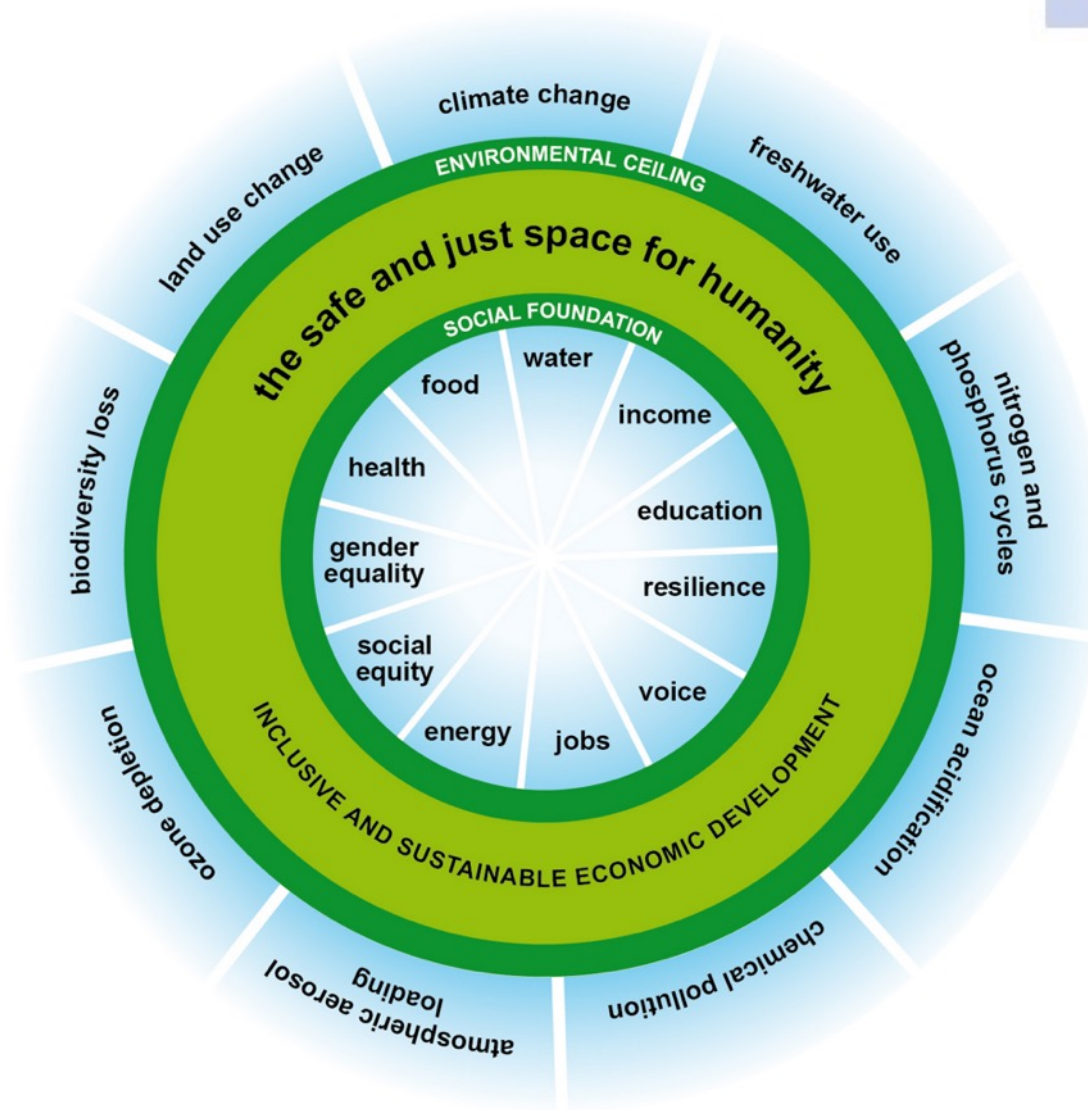 climate change
freshwater use
nitrogen and
phosphorus cycles
ocean acidification
chemical pollution
atmospheric aerosol
loading
ozone depletion
biodiversity loss
land use change
ENVIRONMENTAL CEILING
the safe and just space for humanity
SOCIAL FOUNDATION
water
income
education
resilience
voice
jobs
energy
social
equity
gender
equality
health
food
INCLUSIVE AND SUSTAINABLE ECONOMIC DEVELOPMENT